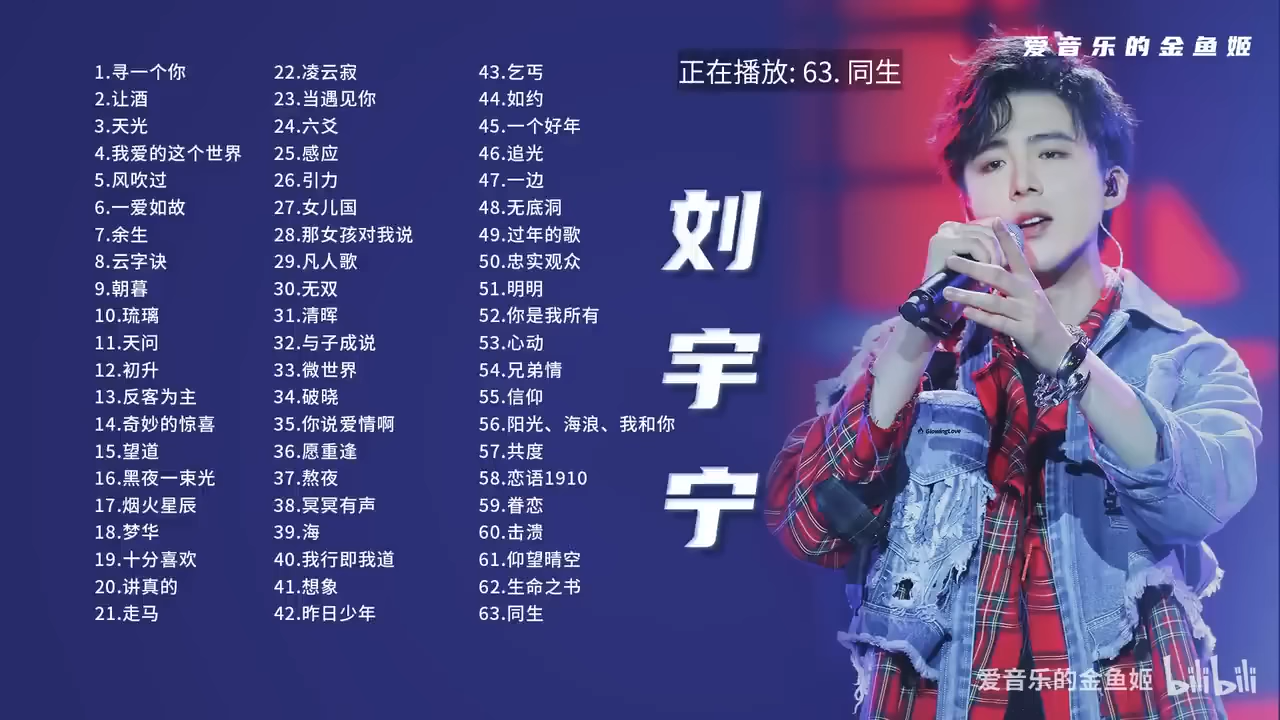 爱音乐的金鱼姬
正在播放: 63. 同生
1.寻一个你
2.让酒
3.天光
4.我爱的这个世界
5.风吹过
6.一爱如故
7.余生
8.云字诀
9.朝暮
10.琉璃
11.天问
12.初升
13.反客为主
14.奇妙的惊喜
15.望道
16.黑夜一束光
17.烟火星辰
18.梦华
19.十分喜欢
20.讲真的
21.走马
22.凌云寂
23.当遇见你
24.六爻
25.感应
26.引力
27.女儿国
28.那女孩对我说
29.凡人歌
30.无双
31.清晖
32.与子成说
33.微世界
34.破晓
35.你说爱情啊
36.愿重逢
37.熬夜
38.冥冥有声
39.海
40.我行即我道
41.想象
42.昨日少年
43.乞丐
44.如约
45.一个好年
46.追光
47.一边
48.无底洞
49.过年的歌
50.忠实观众
51.明明
52.你是我所有
53.心动
54.兄弟情
55.信仰
56.阳光、海浪、我和你
57.共度
58.恋语1910
59.眷恋
60.击溃
61.仰望晴空
62.生命之书
63.同生
刘
宇
宁
GlowingLove
爱音乐的金鱼姬 bilibili